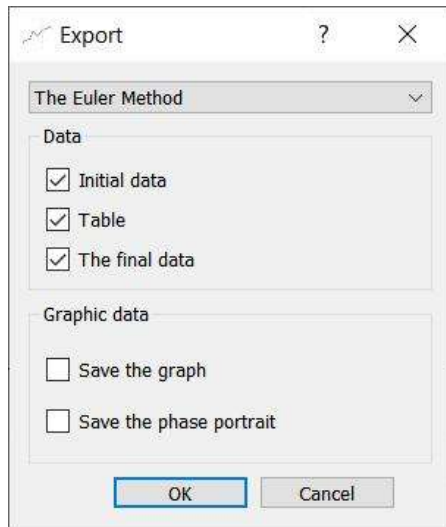 Export
?
The Euler Method
Data
Initial data
Table
The final data
Graphic data
Save the graph
Save the phase portrait
OK Cancel